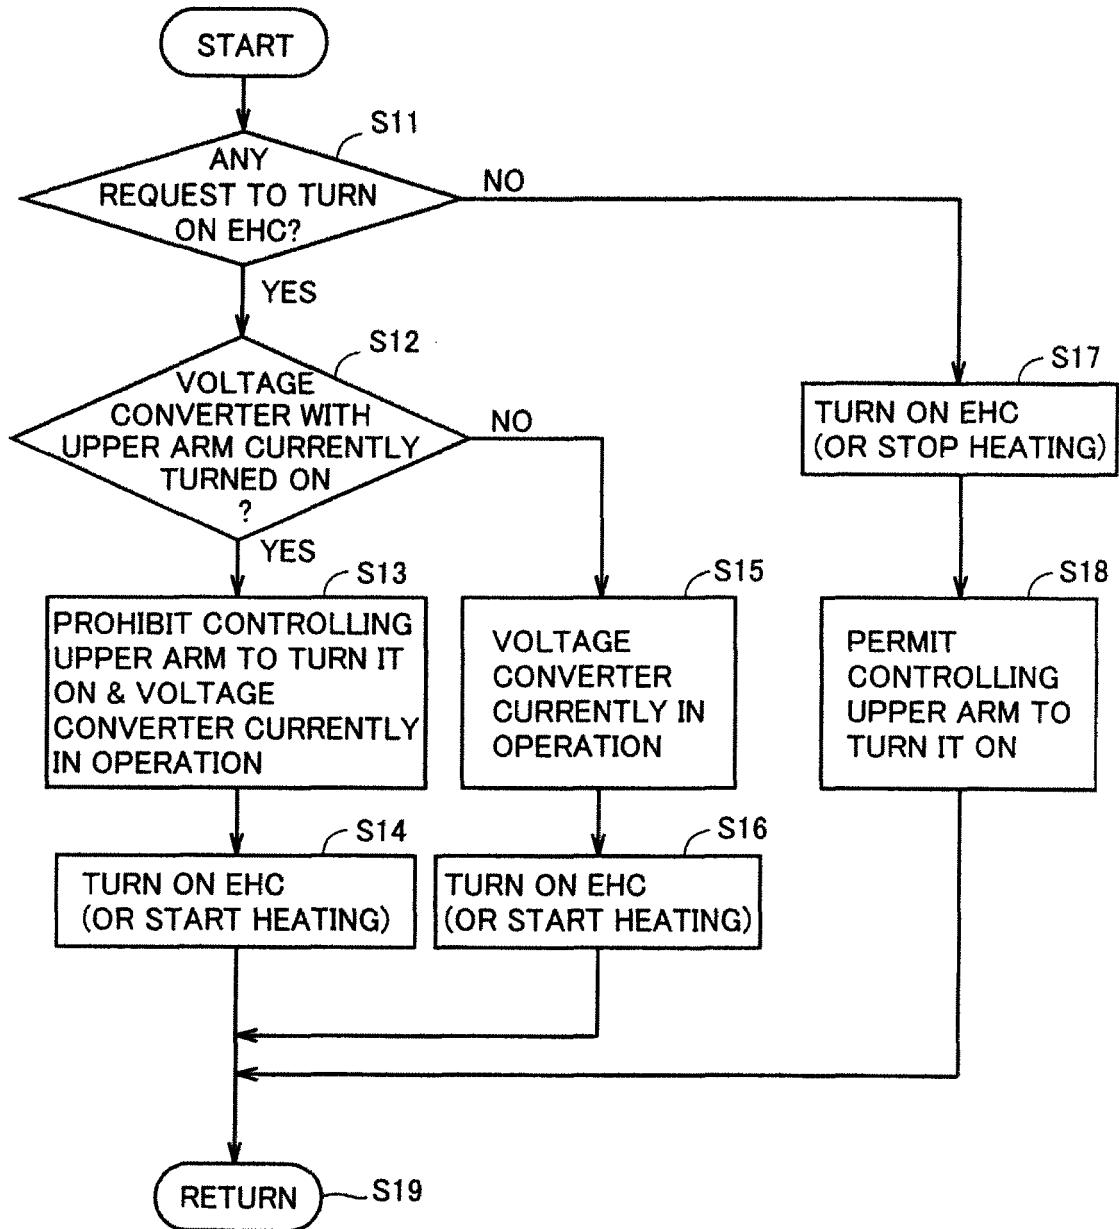 START
S11
ANY
REQUEST TO TURN
ON EHC?
NO
YES
S12
VOLTAGE
CONVERTER WITH
UPPER ARM CURRENTLY
TURNED ON
?
NO
YES
S17
TURN ON EHC
(OR STOP HEATING)
S13
PROHIBIT CONTROLLING
UPPER ARM TO TURN IT
ON & VOLTAGE
CONVERTER CURRENTLY
IN OPERATION
S15
VOLTAGE
CONVERTER
CURRENTLY IN
OPERATION
S18
PERMIT
CONTROLLING
UPPER ARM TO
TURN IT ON
S14
TURN ON EHC
(OR START HEATING)
S16
TURN ON EHC
(OR START HEATING)
RETURN
S19